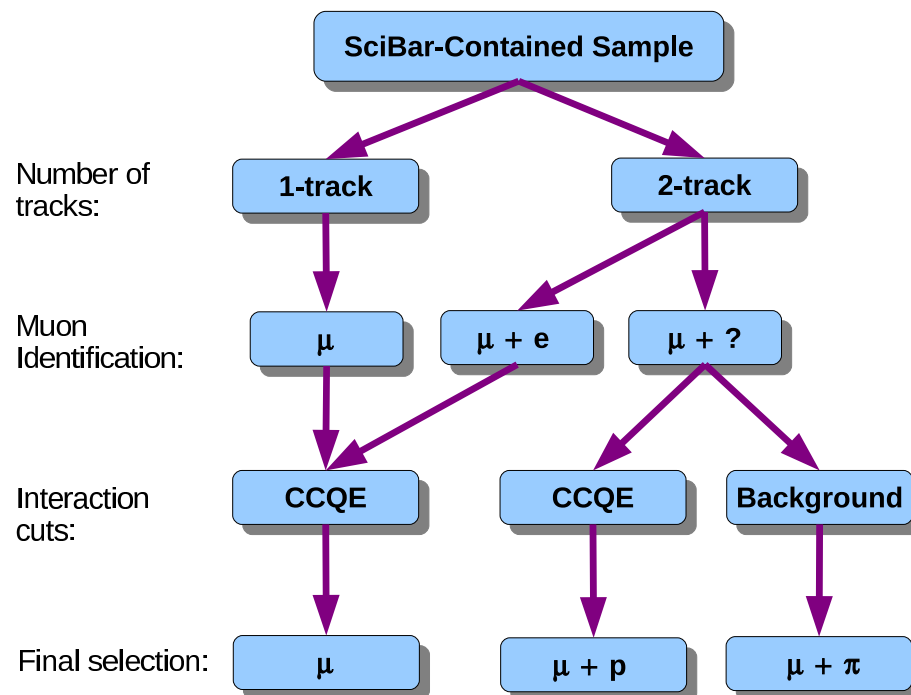 SciBar-Contained Sample
Number of
tracks:
1-track
2-track
Muon
Identification:
μ
μ + e
μ + ?
Interaction
cuts:
CCQE
CCQE
Background
Final selection:
μ
μ + p
μ + π